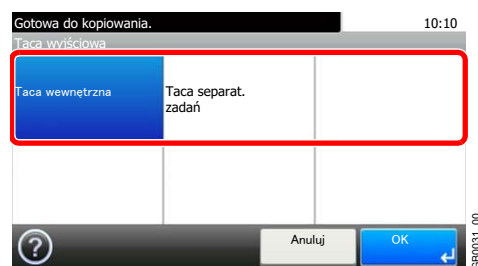 Gotowa do kopiowania. 10:10
Taca wyjściowa
Taca wewnętrzna
Taca separat.
zadań
?
Anuluj
OK